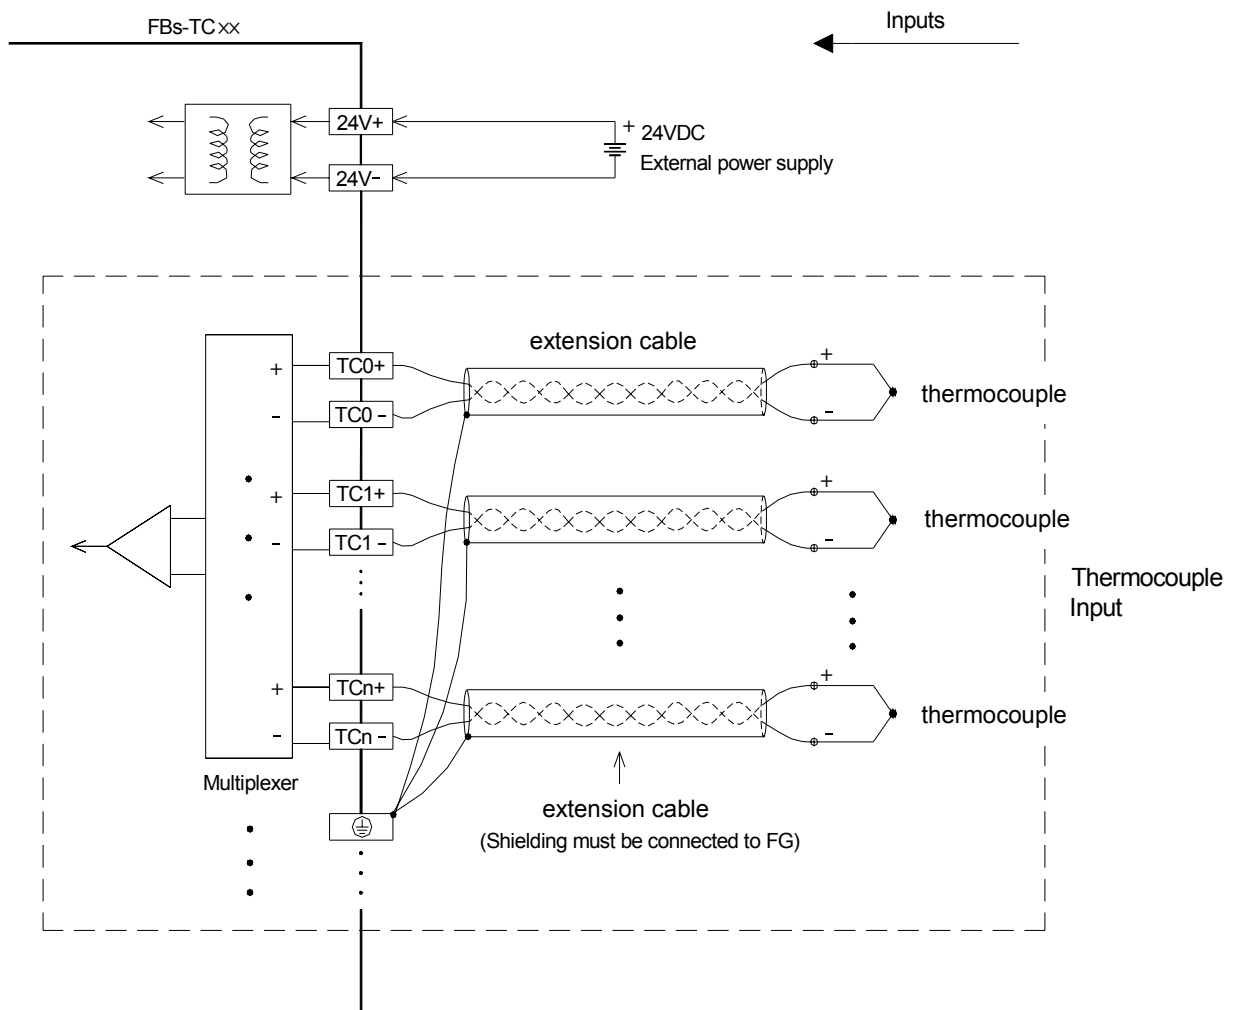 FBs-TC××
Inputs
24V+
24V−
+ 24VDC
External power supply
extension cable
+ TC0+ +
thermocouple
− TC0− −
+ TC1+ +
thermocouple
− TC1− −
Thermocouple
Input
+ TCn+ +
thermocouple
− TCn− −
Multiplexer
extension cable
(Shielding must be connected to FG)